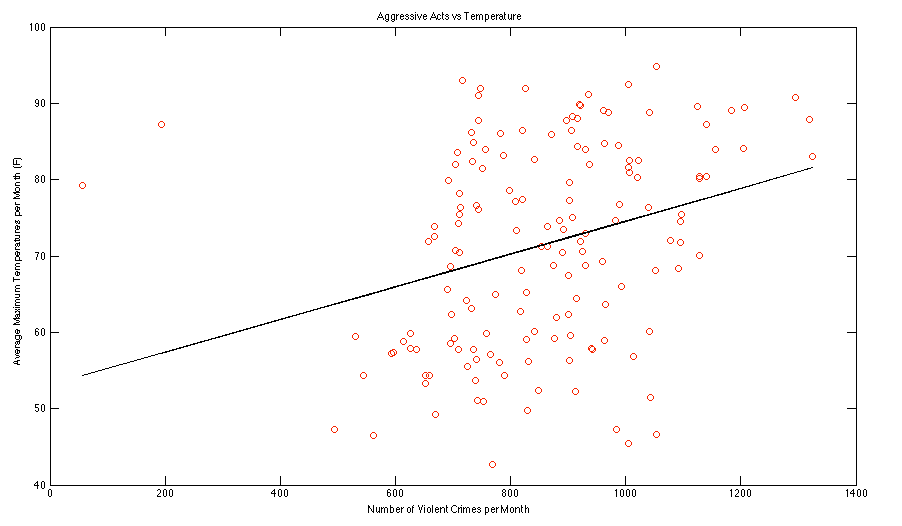 Aggressive Acts vs Temperature
100
90
80
70
60
50
40
Average Maximum Temperatures per Month (F)
0 200 400 600 800 1000 1200 1400
Number of Violent Crimes per Month